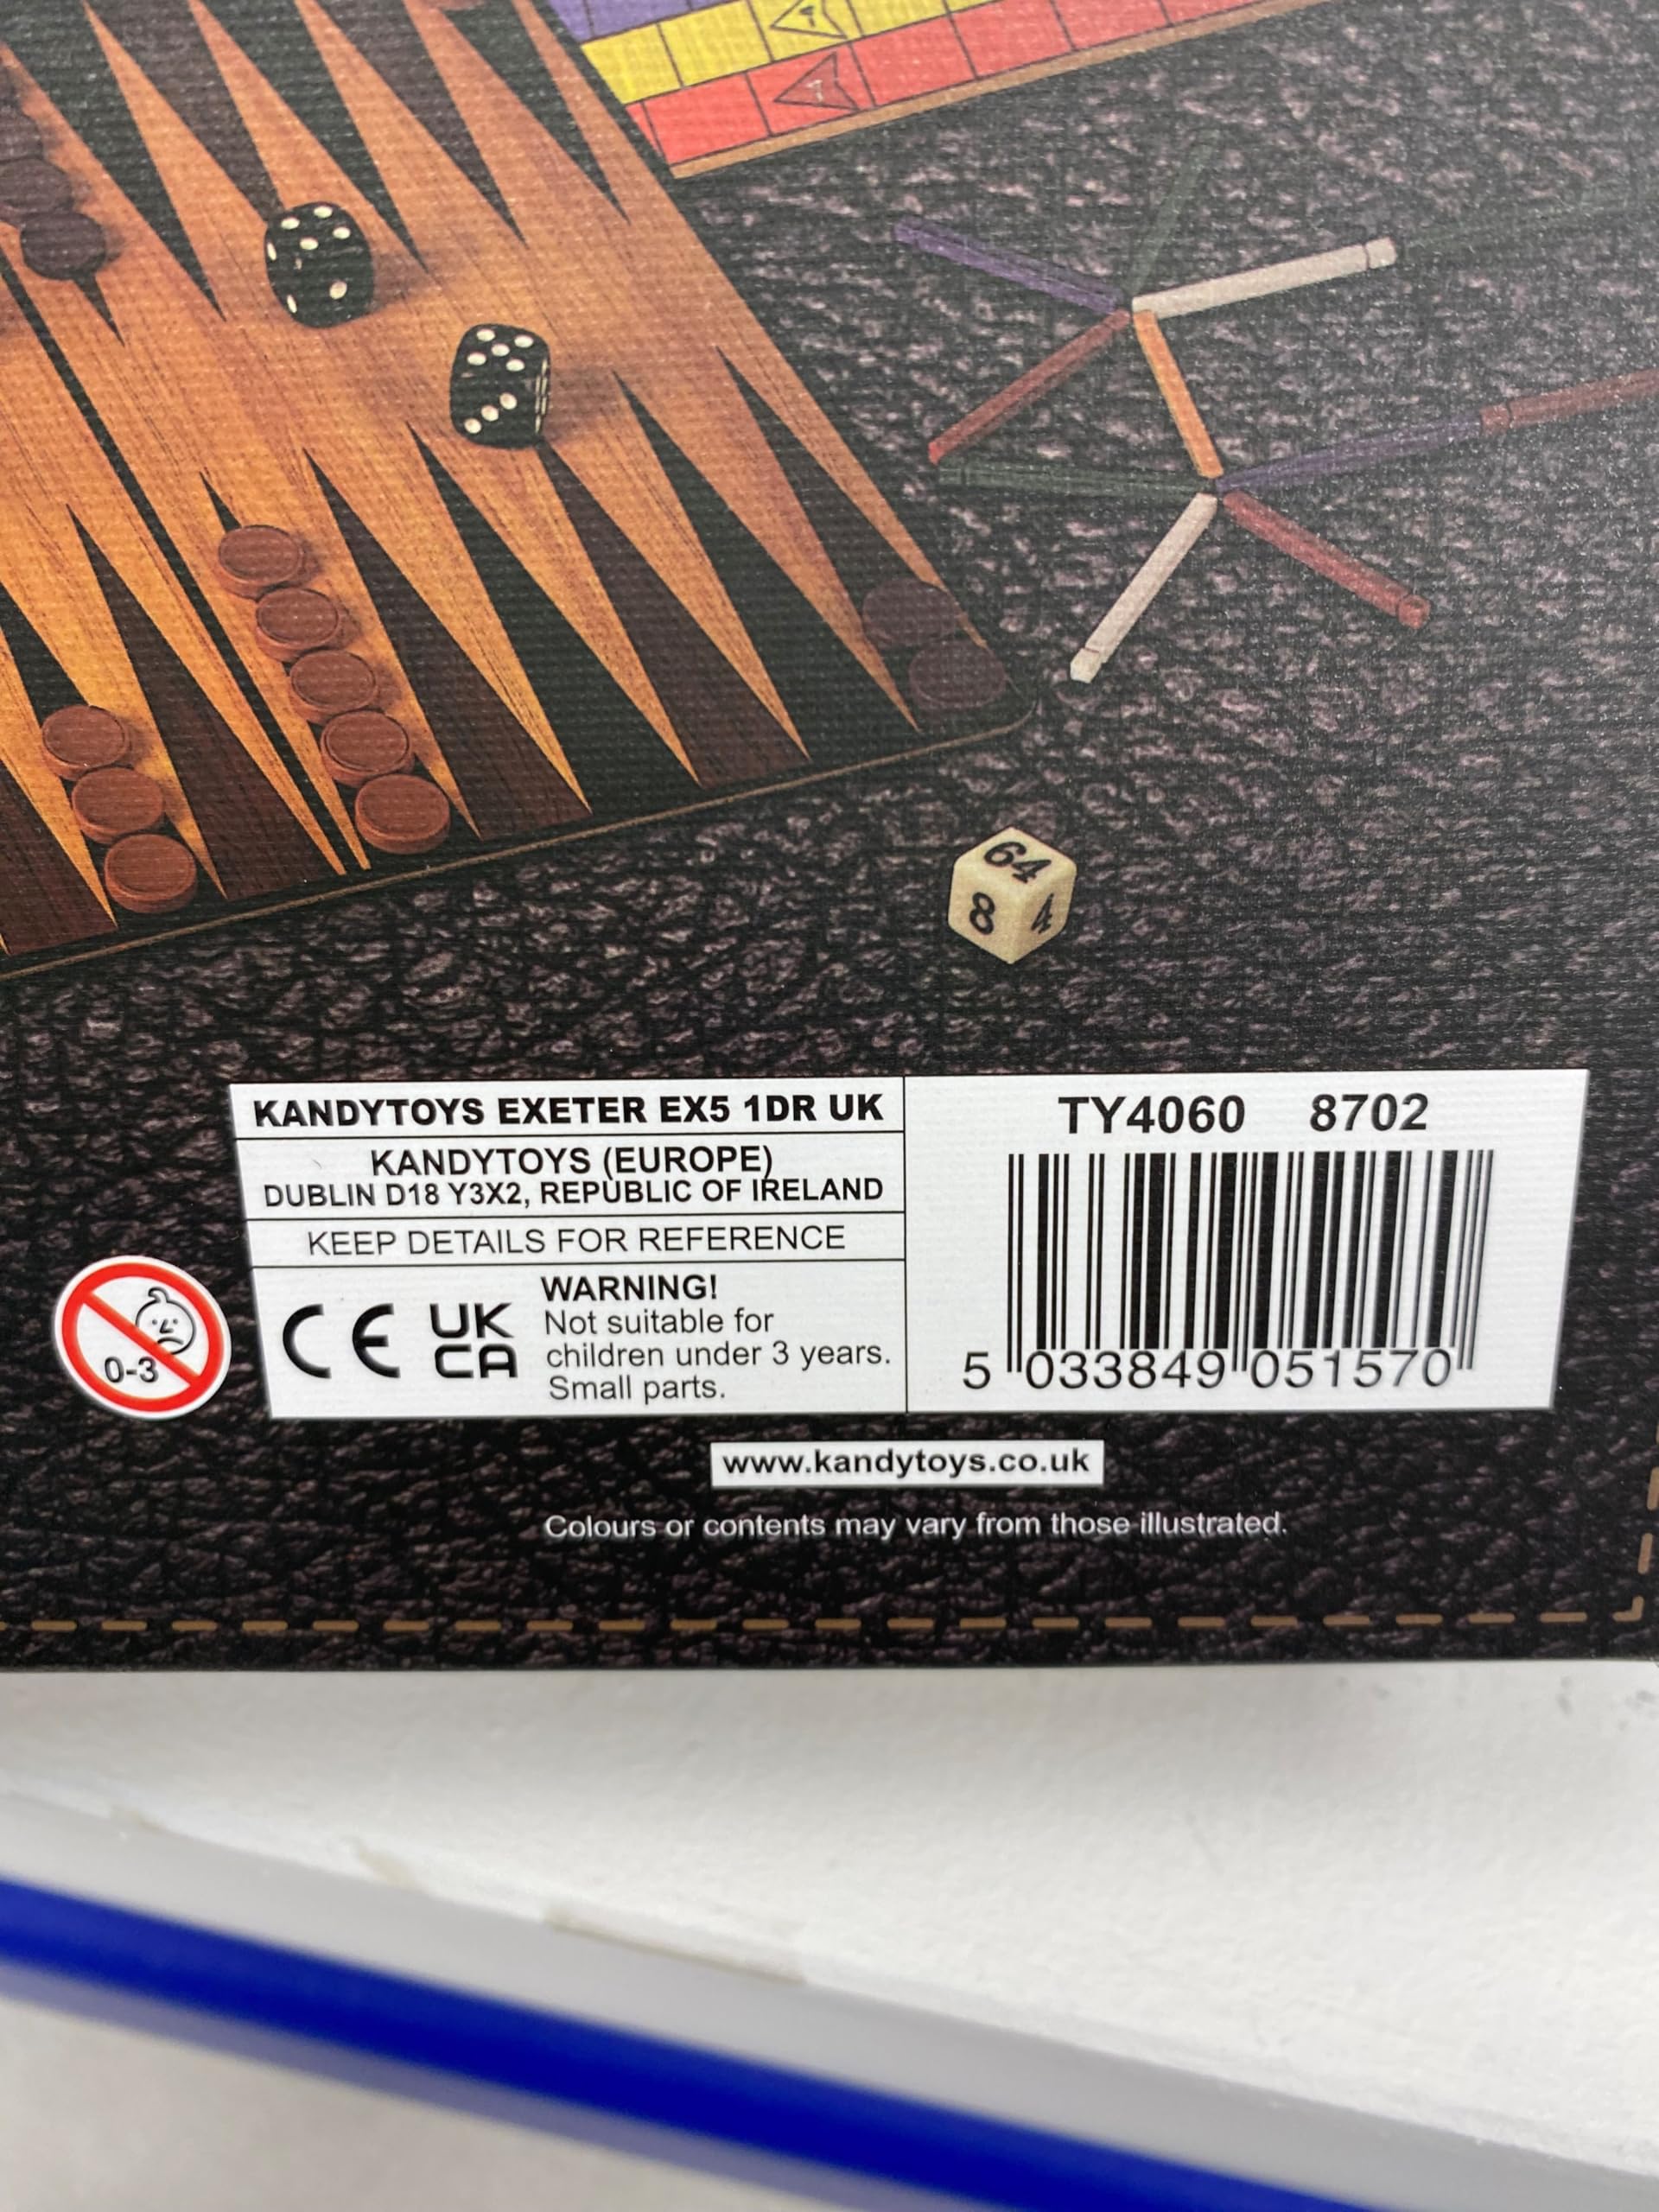 64
8 4
KANDYTOYS EXETER EX5 1DR UK
KANDYTOYS (EUROPE)
DUBLIN D18 Y3X2, REPUBLIC OF IRELAND
KEEP DETAILS FOR REFERENCE
0-3
CE
UK
CA
WARNING!
Not suitable for
children under 3 years.
Small parts.
TY4060 8702
5 033849 051570
www.kandytoys.co.uk
Colours or contents may vary from those illustrated.